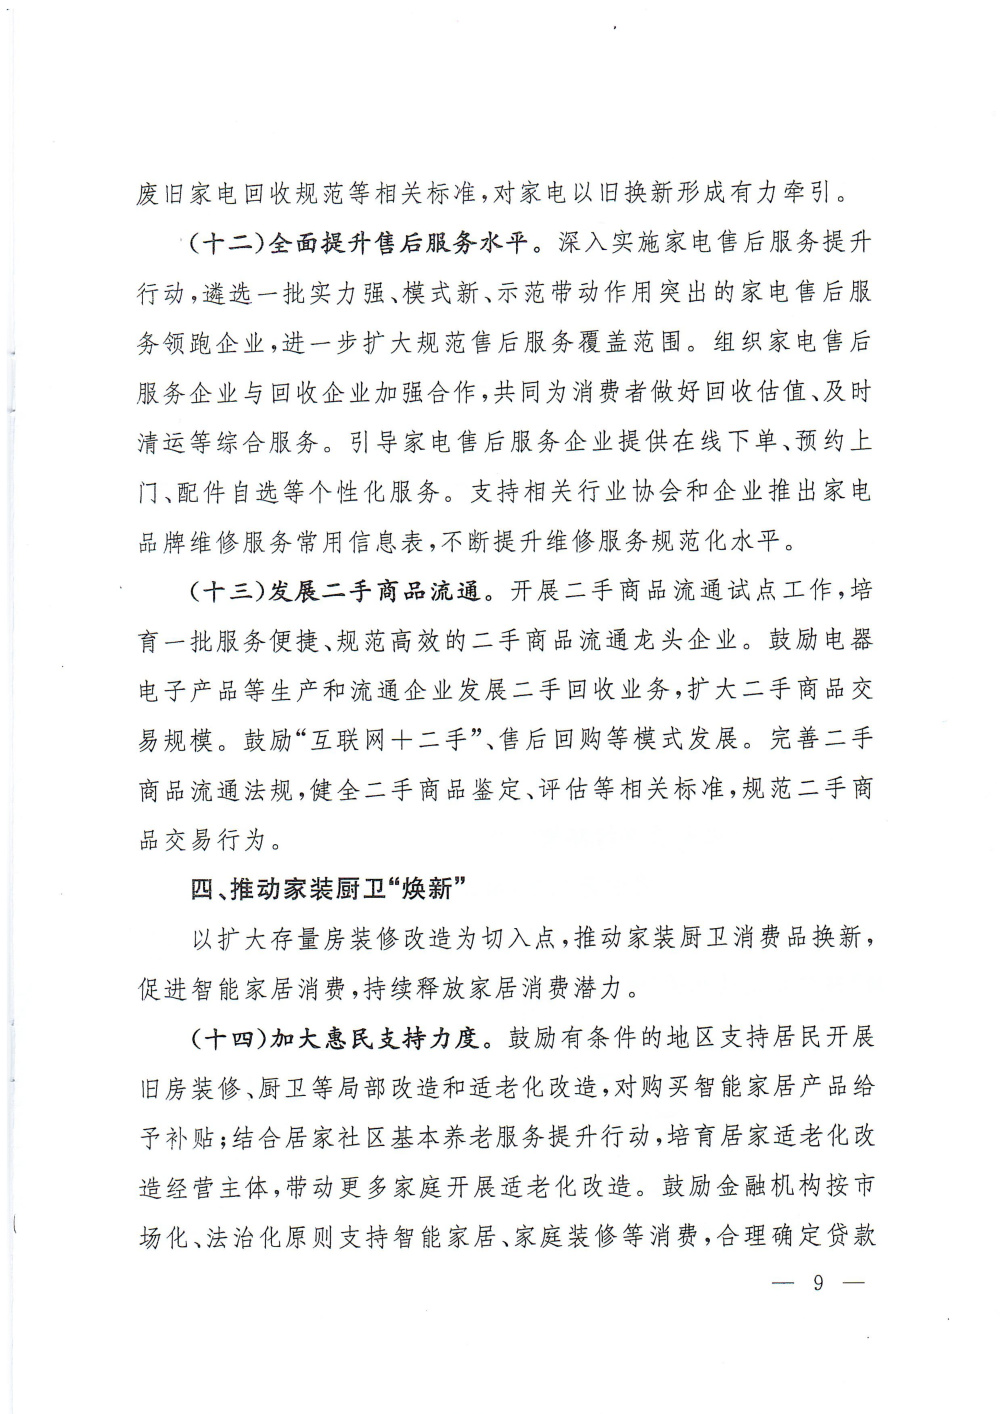 废旧家电回收规范等相关标准,对家电以旧换新形成有力牵引。
(十二)全面提升售后服务水平。深入实施家电售后服务提升
行动,遴选一批实力强、模式新、示范带动作用突出的家电售后服
务领跑企业,进一步扩大规范售后服务覆盖范围。组织家电售后
服务企业与回收企业加强合作,共同为消费者做好回收估值、及时
清运等综合服务。引导家电售后服务企业提供在线下单、预约上
门、配件自选等个性化服务。支持相关行业协会和企业推出家电
品牌维修服务常用信息表,不断提升维修服务规范化水平。
(十三)发展二手商品流通。开展二手商品流通试点工作,培
育一批服务便捷、规范高效的二手商品流通龙头企业。鼓励电器
电子产品等生产和流通企业发展二手回收业务,扩大二手商品交
易规模。鼓励“互联网＋二手”、售后回购等模式发展。完善二手
商品流通法规,健全二手商品鉴定、评估等相关标准,规范二手商
品交易行为。
四、推动家装厨卫“焕新”
以扩大存量房装修改造为切入点,推动家装厨卫消费品换新,
促进智能家居消费,持续释放家居消费潜力。
(十四)加大惠民支持力度。鼓励有条件的地区支持居民开展
旧房装修、厨卫等局部改造和适老化改造,对购买智能家居产品给
予补贴;结合居家社区基本养老服务提升行动,培育居家适老化改
造经营主体,带动更多家庭开展适老化改造。鼓励金融机构按市
场化、法治化原则支持智能家居、家庭装修等消费,合理确定贷款
— 9 —